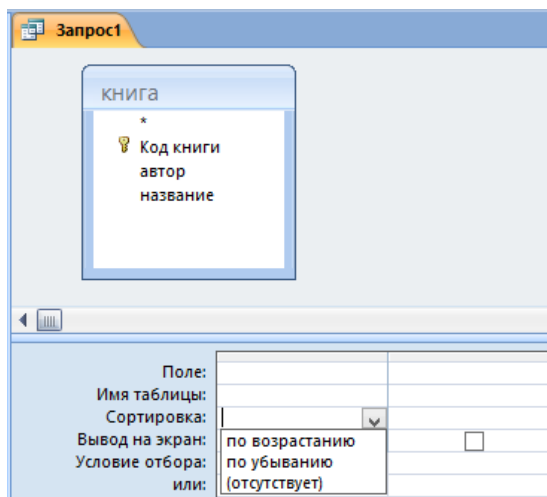 Запрос1
книга
*
Код книги
автор
название
Поле:
Имя таблицы:
Сортировка:
Вывод на экран:
Условие отбора:
или:
по возрастанию
по убыванию
(отсутствует)